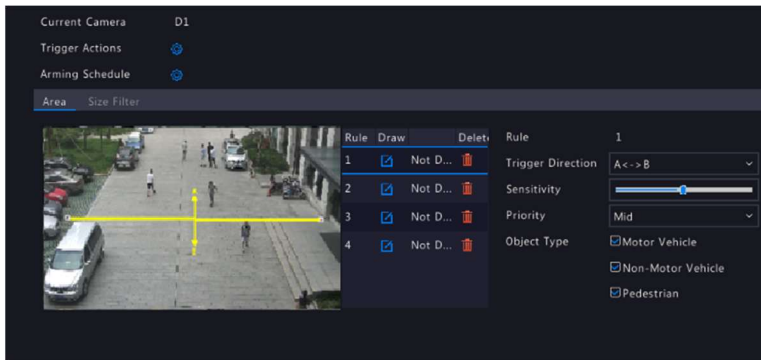 Current Camera D1
Trigger Actions
Arming Schedule
Area Size Filter
Rule Draw Delete
1 Not D...
2 Not D...
3 Not D...
4 Not D...
Rule 1
Trigger Direction A<->B
Sensitivity
Priority Mid
Object Type Motor Vehicle
Non-Motor Vehicle
Pedestrian